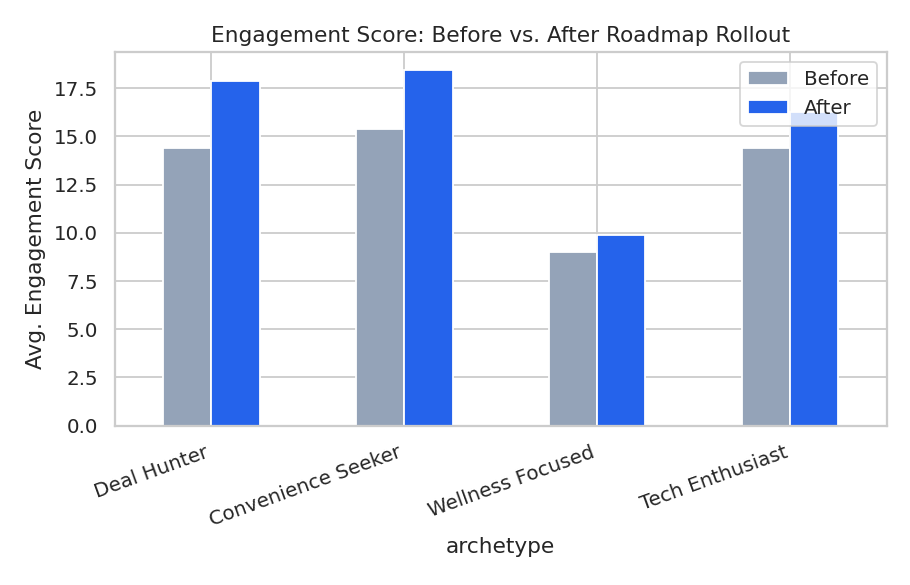 Engagement Score: Before vs. After Roadmap Rollout
Before
After
Avg. Engagement Score
17.5
15.0
12.5
10.0
7.5
5.0
2.5
0.0
Deal Hunter
Convenience Seeker
Wellness Focused
Tech Enthusiast
archetype